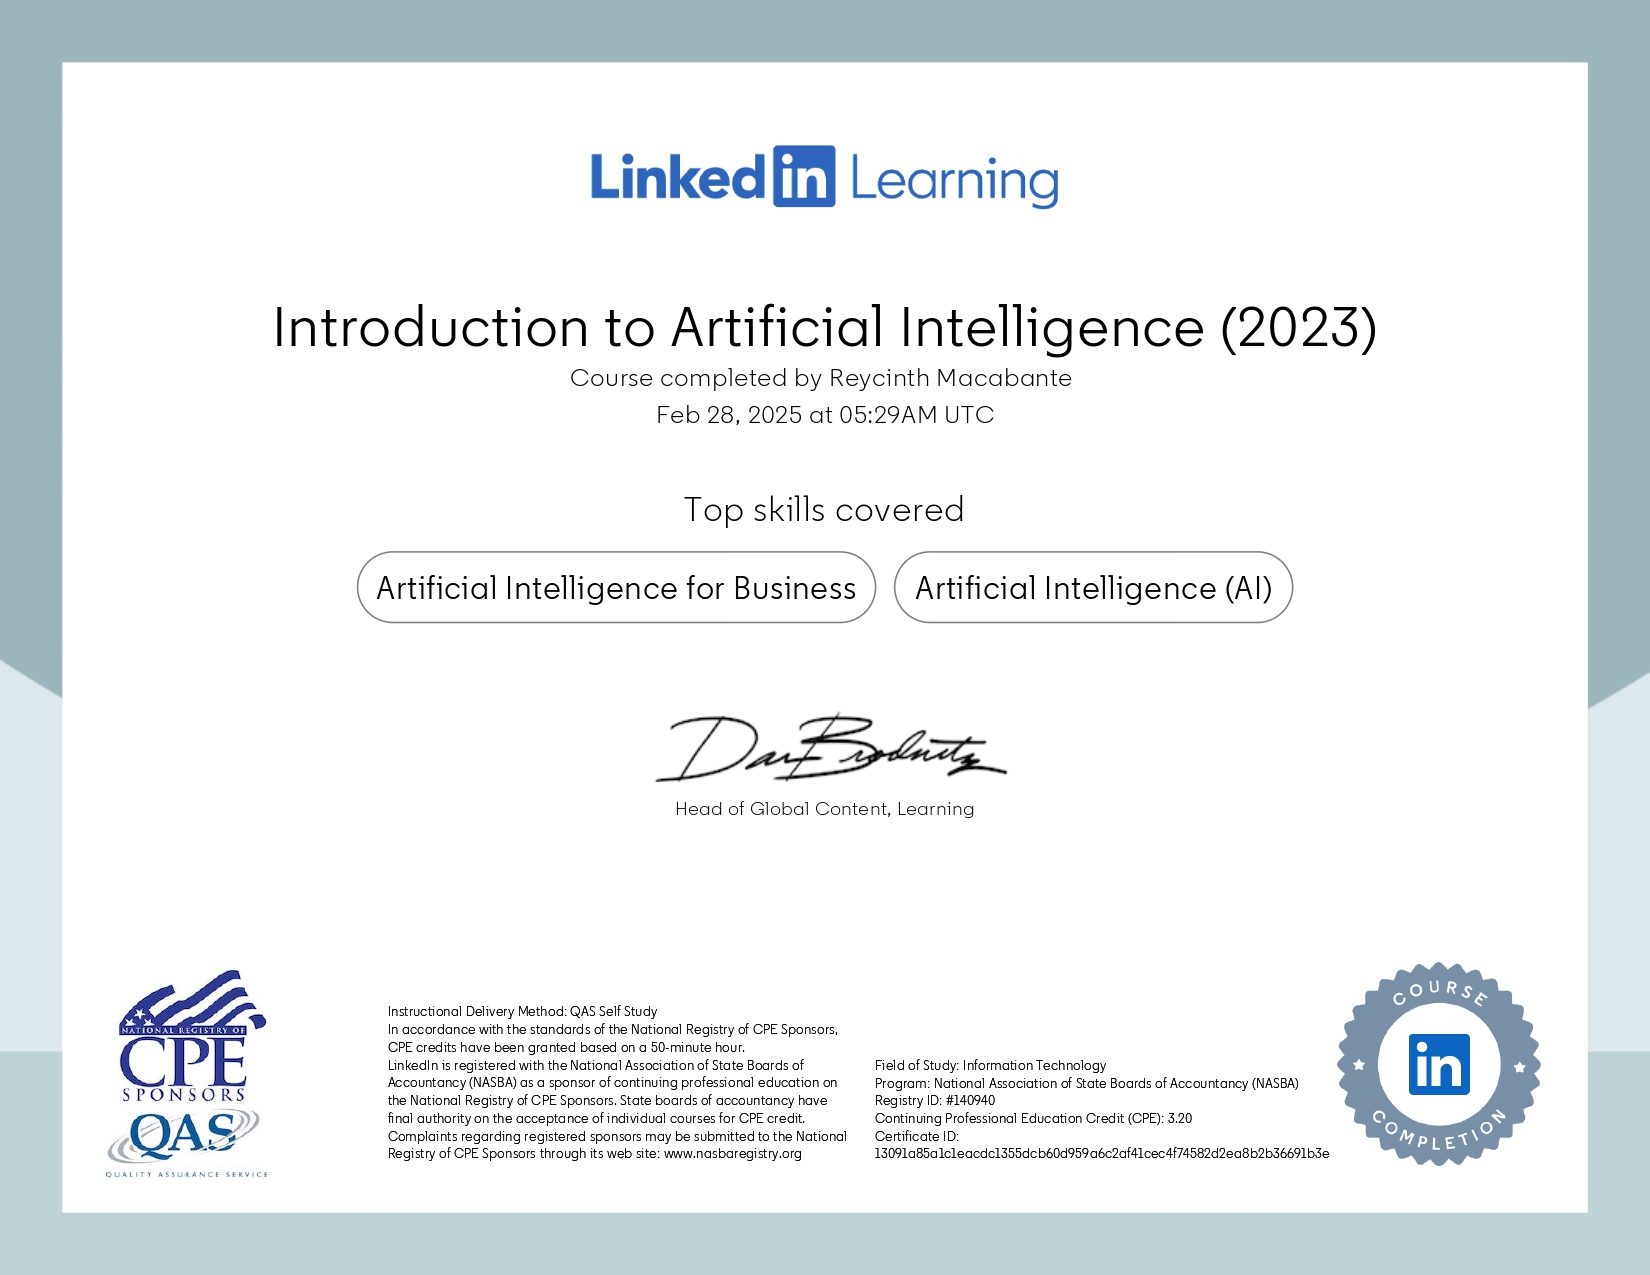 Linked in Learning
Introduction to Artificial Intelligence (2023)
Course completed by Reycinth Macabante
Feb 28, 2025 at 05:29AM UTC
Top skills covered
Artificial Intelligence for Business
Artificial Intelligence (AI)
Dan Brodnitz
Head of Global Content, Learning
NATIONAL REGISTRY OF
CPE
SPONSORS
QAS
QUALITY ASSURANCE SERVICE
Instructional Delivery Method: QAS Self Study
In accordance with the standards of the National Registry of CPE Sponsors,
CPE credits have been granted based on a 50-minute hour.
LinkedIn is registered with the National Association of State Boards of
Accountancy (NASBA) as a sponsor of continuing professional education on
the National Registry of CPE Sponsors. State boards of accountancy have
final authority on the acceptance of individual courses for CPE credit.
Complaints regarding registered sponsors may be submitted to the National
Registry of CPE Sponsors through its web site: www.nasbaregistry.org
Field of Study: Information Technology
Program: National Association of State Boards of Accountancy (NASBA)
Registry ID: #140940
Continuing Professional Education Credit (CPE): 3.20
Certificate ID:
13091a85a1c1eacdc1355dcb60d959a6c2af41cec4f74582d2ea8b2b36691b3e
COURSE
in
COMPLETION